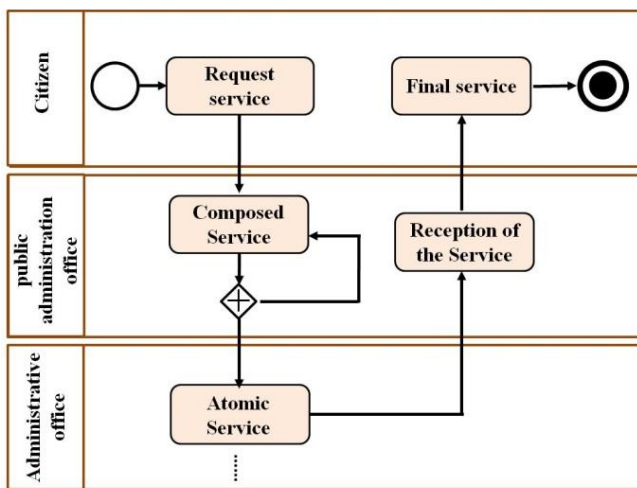 Citizen
Request
service
Final service
public
administration
office
Composed
Service
Reception of
the Service
Administrative
office
Atomic
Service